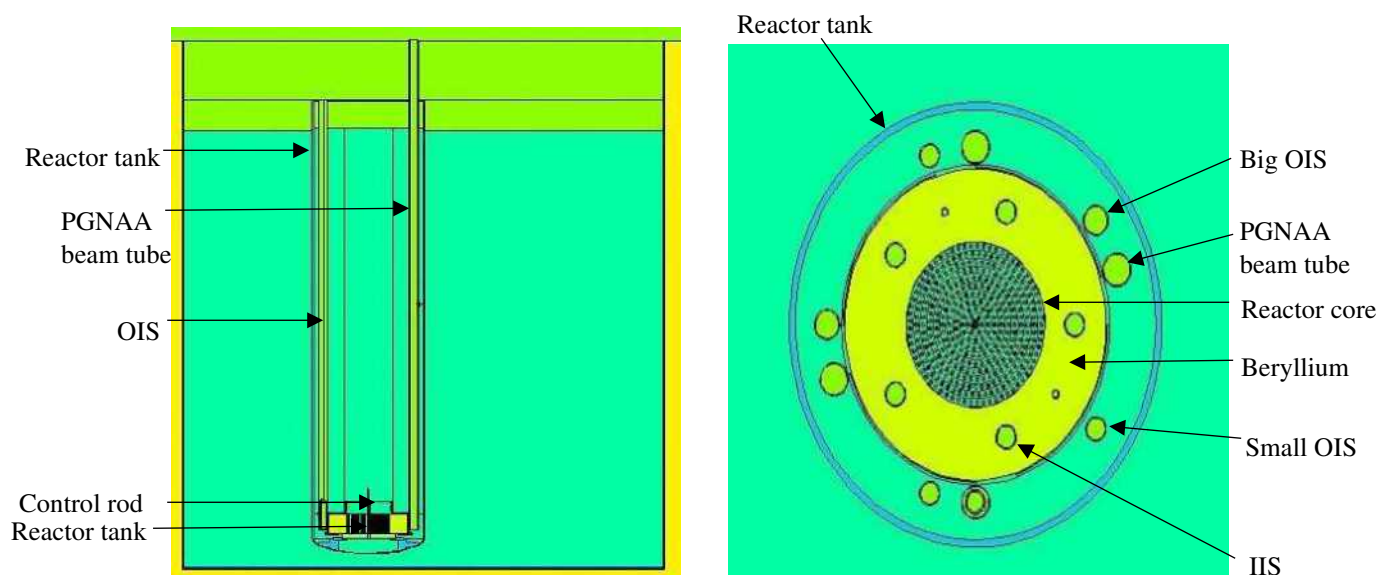 Reactor tank
PGNAA
beam tube
OIS
Control rod
Reactor tank
Reactor tank
Big OIS
PGNAA
beam tube
Reactor core
Beryllium
Small OIS
IIS